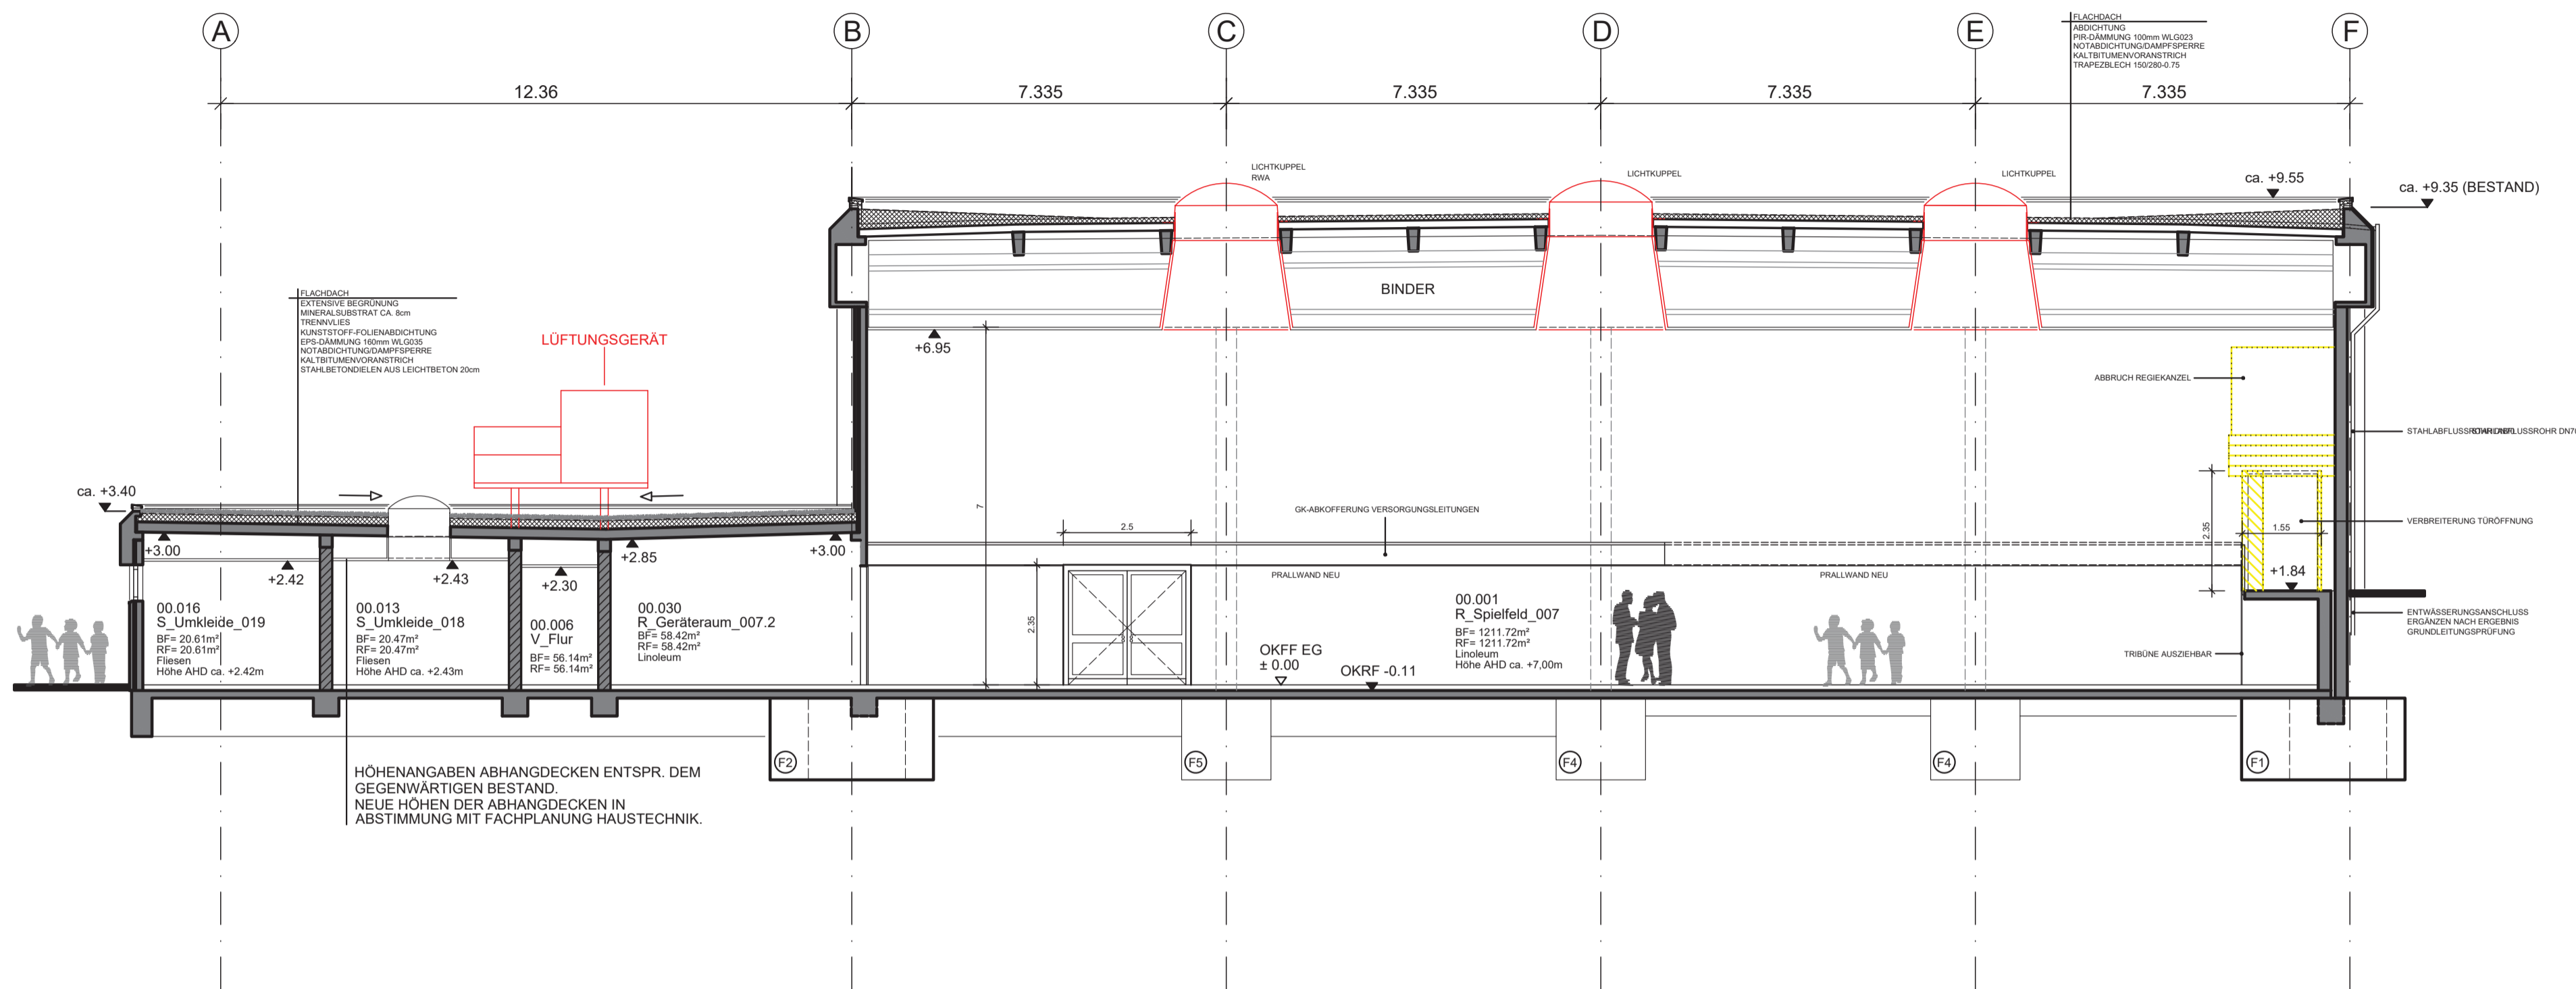 A
B
C
D
E
F
12.36
7.335
7.335
7.335
7.335
FLACHDACH
ABDICHTUNG
PIR-DÄMMUNG 100mm WLG023
NOTABDICHTUNG/DAMPFSPERRE
KALTBITUMENVORANSTRICH
TRAPEZBLECH 150/280-0.75
LICHTKUPPEL
RWA
LICHTKUPPEL
LICHTKUPPEL
ca. +9.55
ca. +9.35 (BESTAND)
BINDER
FLACHDACH
EXTENSIVE BEGRÜNUNG
MINERALSUBSTRAT CA. 8cm
TRENNVLIES
KUNSTSTOFF-FOLIENABDICHTUNG
EPS-DÄMMUNG 160mm WLG035
NOTABDICHTUNG/DAMPFSPERRE
KALTBITUMENVORANSTRICH
STAHLBETONDIELEN AUS LEICHTBETON 20cm
LÜFTUNGSGERÄT
+6.95
ABBRUCH REGIEKANZEL
STAHLABFLUSSROHR DN70
ca. +3.40
7
GK-ABKOFFERUNG VERSORGUNGSLEITUNGEN
2.5
2.35
1.55
VERBREITERUNG TÜRÖFFNUNG
+3.00
+2.42
+2.43
+2.30
+2.85
+3.00
PRALLWAND NEU
PRALLWAND NEU
+1.84
00.016
S_Umkleide_019
BF= 20.61m²
RF= 20.61m²
Fliesen
Höhe AHD ca. +2.42m
00.013
S_Umkleide_018
BF= 20.47m²
RF= 20.47m²
Fliesen
Höhe AHD ca. +2.43m
00.006
V_Flur
BF= 56.14m²
RF= 56.14m²
00.030
R_Geräteraum_007.2
BF= 58.42m²
RF= 58.42m²
Linoleum
2.35
OKFF EG
± 0.00
OKRF -0.11
00.001
R_Spielfeld_007
BF= 1211.72m²
RF= 1211.72m²
Linoleum
Höhe AHD ca. +7,00m
ENTWÄSSERUNGSANSCHLUSS
ERGÄNZEN NACH ERGEBNIS
GRUNDLEITUNGSPRÜFUNG
TRIBÜNE AUSZIEHBAR
F2
F5
F4
F4
F1
HÖHENANGABEN ABHANGDECKEN ENTSPR. DEM
GEGENWÄRTIGEN BESTAND.
NEUE HÖHEN DER ABHANGDECKEN IN
ABSTIMMUNG MIT FACHPLANUNG HAUSTECHNIK.